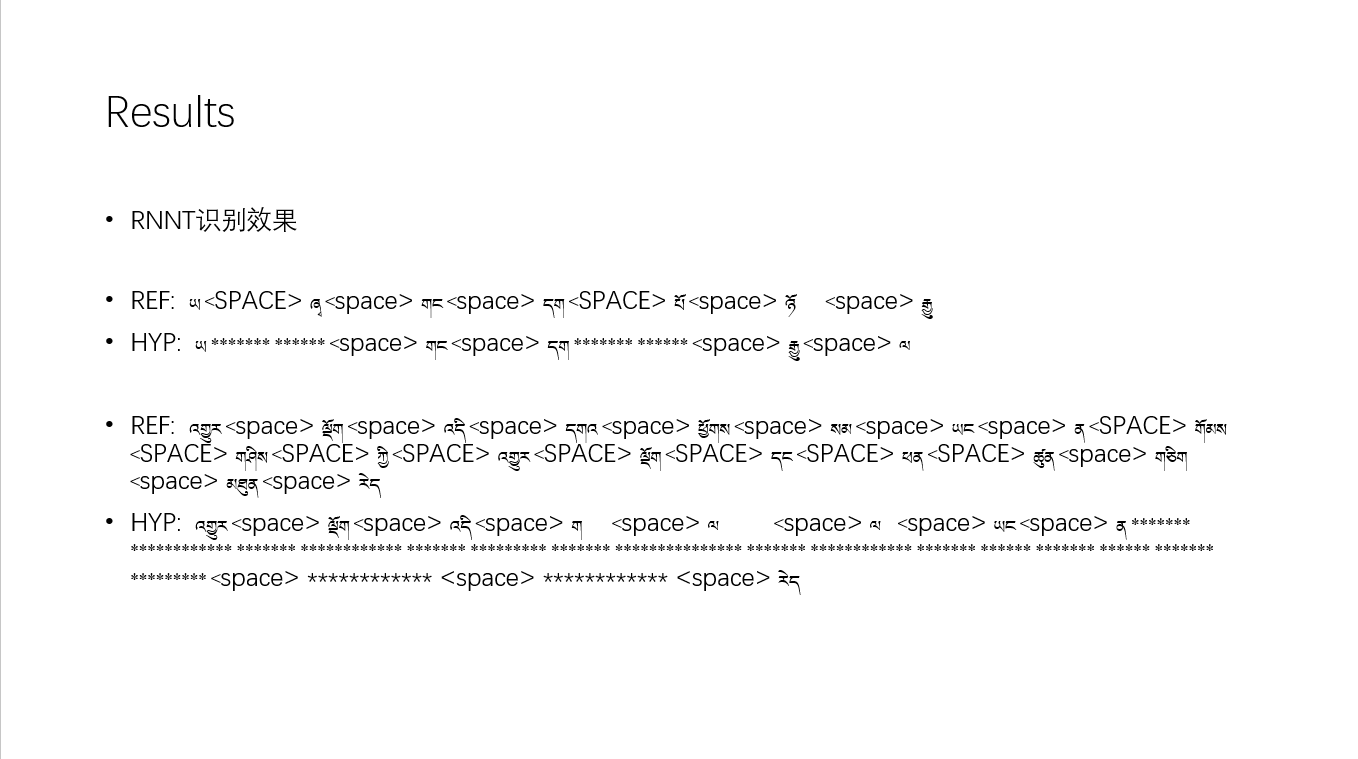 Results
• RNNT识别效果
• REF: ཡ <SPACE> ཞྭ <space> གང <space> དག <SPACE> པོ <space> ཉོ <space> རྒྱུ
• HYP: ཡ ******* ****** <space> གང <space> དག ******* ****** <space> རྒྱུ <space> ལ
• REF: འགྱུར <space> ལྡོག <space> འདི <space> དགའ <space> ཕྱོགས <space> སམ <space> ཡང <space> ན <SPACE> གོམས
<SPACE> གཤིས <SPACE> ཀྱི <SPACE> འགྱུར <SPACE> ལྡོག <SPACE> དང <SPACE> ཕན <SPACE> ཚུན <space> གཅིག
<space> མཐུན <space> རེད
• HYP: འགྱུར <space> ལྡོག <space> འདི <space> ག <space> ལ <space> ལ <space> ཡང <space> ན *******
************ ******* ************ ******* ********* ******* *************** ******* ************ ******* ****** ******* ****** *******
********* <space> ************ <space> ************ <space> རེད